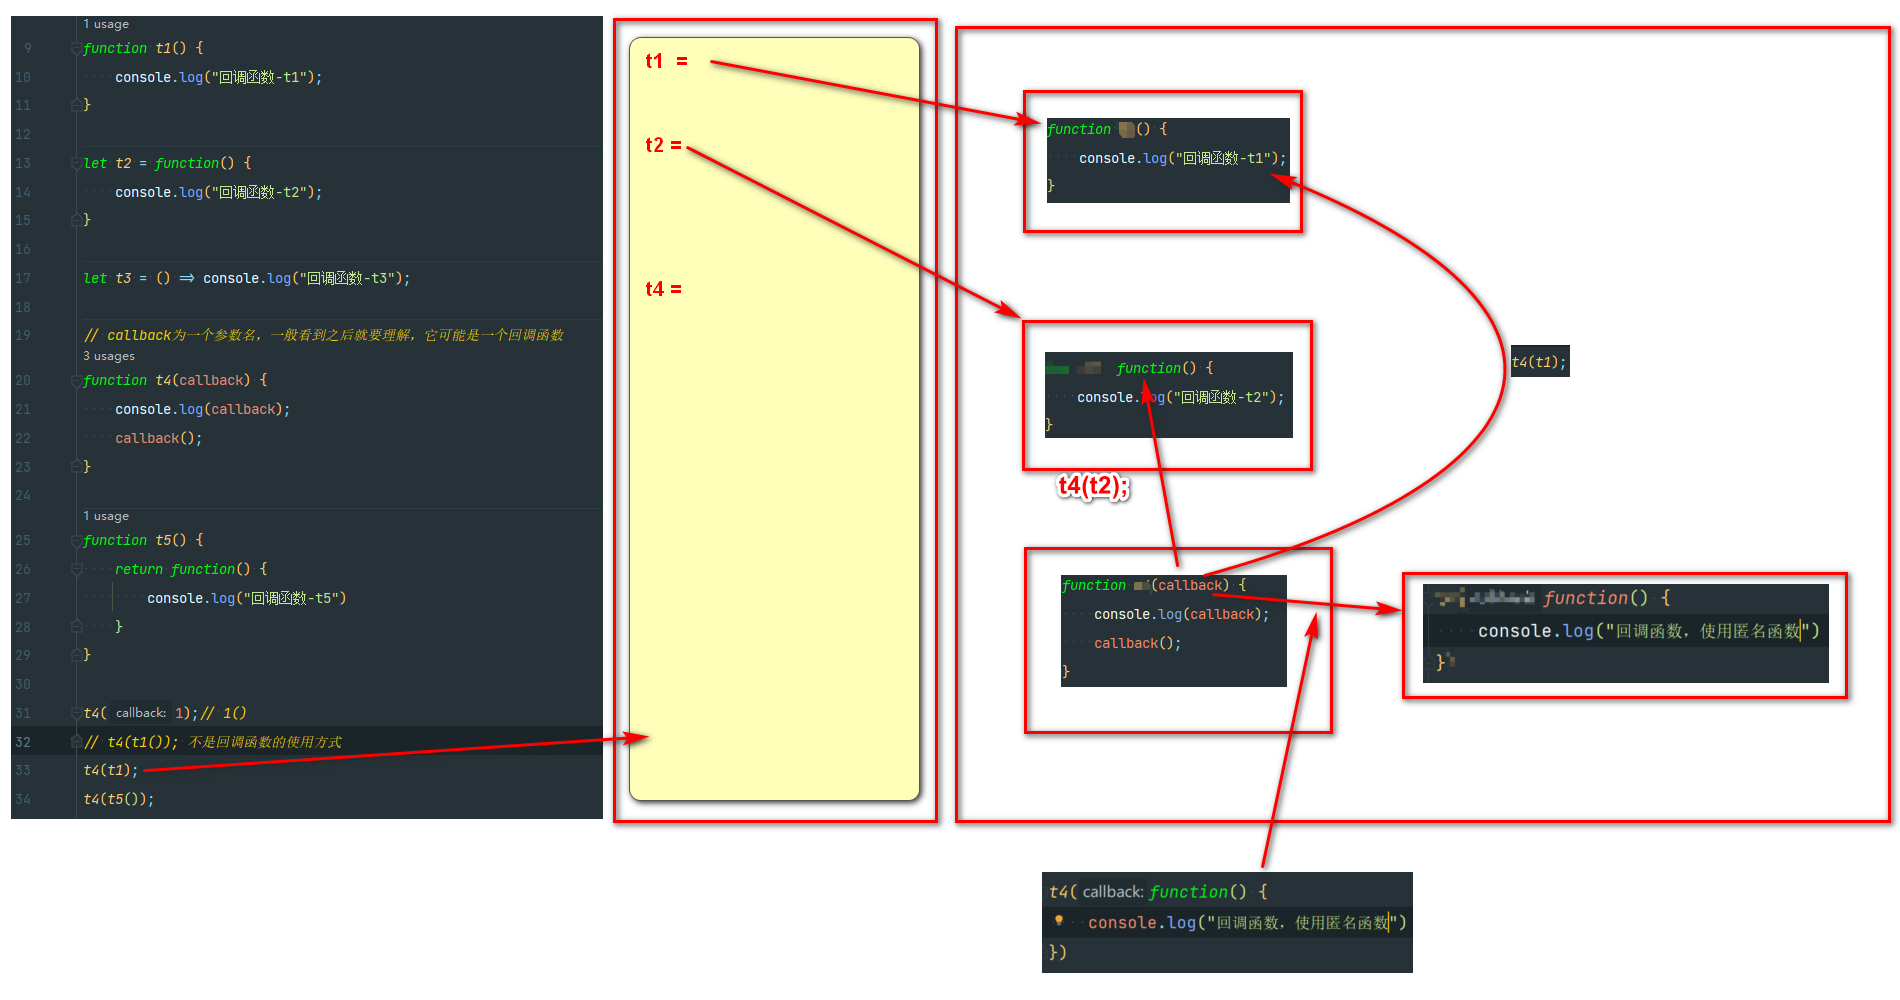 1 usage
9 function t1() {
10 console.log("回调函数-t1");
11 }
12
13 let t2 = function() {
14 console.log("回调函数-t2");
15 }
16
17 let t3 = () => console.log("回调函数-t3");
18
19 // callback为一个参数名，一般看到之后就要理解，它可能是一个回调函数
3 usages
20 function t4(callback) {
21 console.log(callback);
22 callback();
23 }
24
1 usage
25 function t5() {
26 return function() {
27 console.log("回调函数-t5")
28 }
29 }
30
31 t4( callback: 1);// 1()
32 // t4(t1()); 不是回调函数的使用方式
33 t4(t1);
34 t4(t5());
t1 =
t2 =
t4 =
function () {
console.log("回调函数-t1");
}
function() {
console.log("回调函数-t2");
}
t4(t2);
t4(t1);
function (callback) {
console.log(callback);
callback();
}
function() {
console.log("回调函数，使用匿名函数")
}
t4( callback: function() {
console.log("回调函数，使用匿名函数")
})